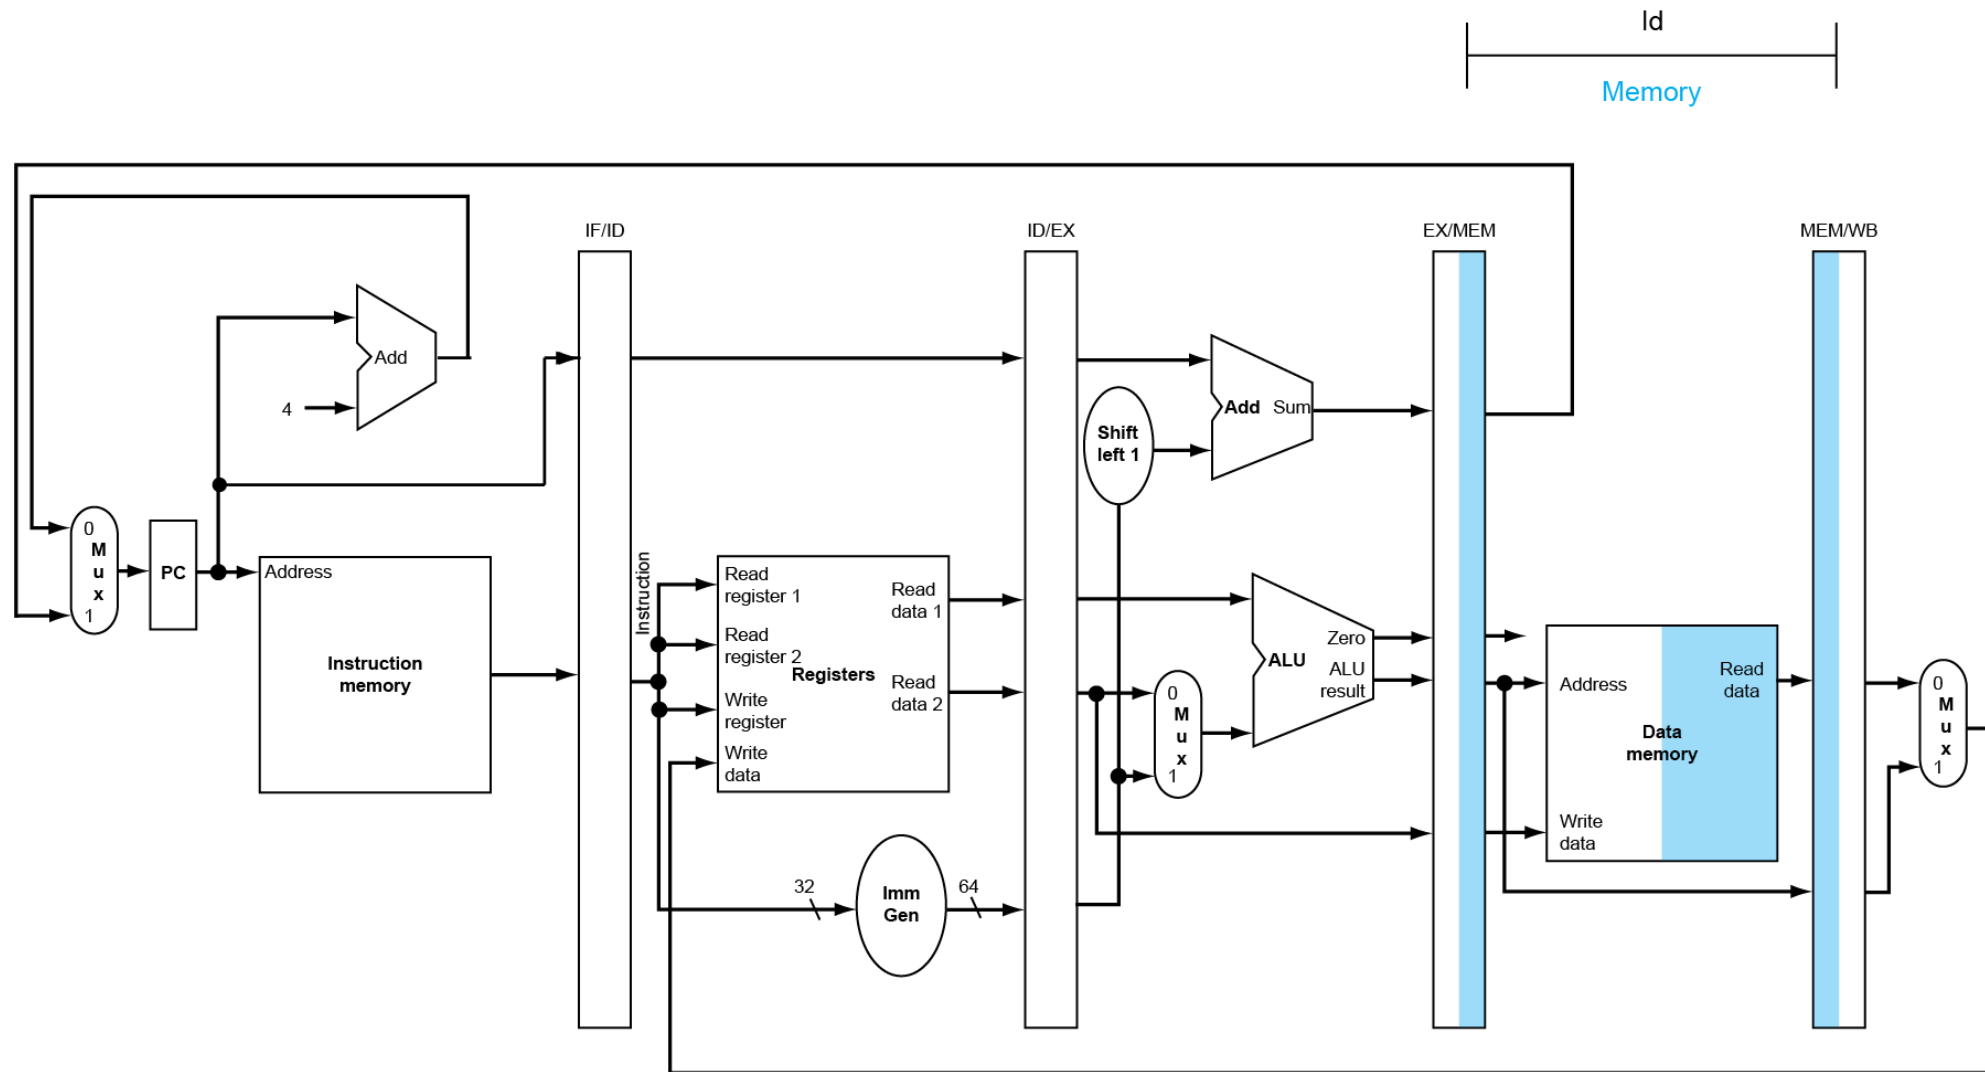 ld
Memory
IF/ID
ID/EX
EX/MEM
MEM/WB
Add
4
Add Sum
Shift
left 1
0
M
u
x
1
PC
Address
Instruction
memory
Instruction
Read
register 1
Read
register 2
Write
register
Write
data
Registers
Read
data 1
Read
data 2
32
Imm
Gen
64
0
M
u
x
1
ALU
Zero
ALU
result
Address
Read
data
Data
memory
Write
data
0
M
u
x
1